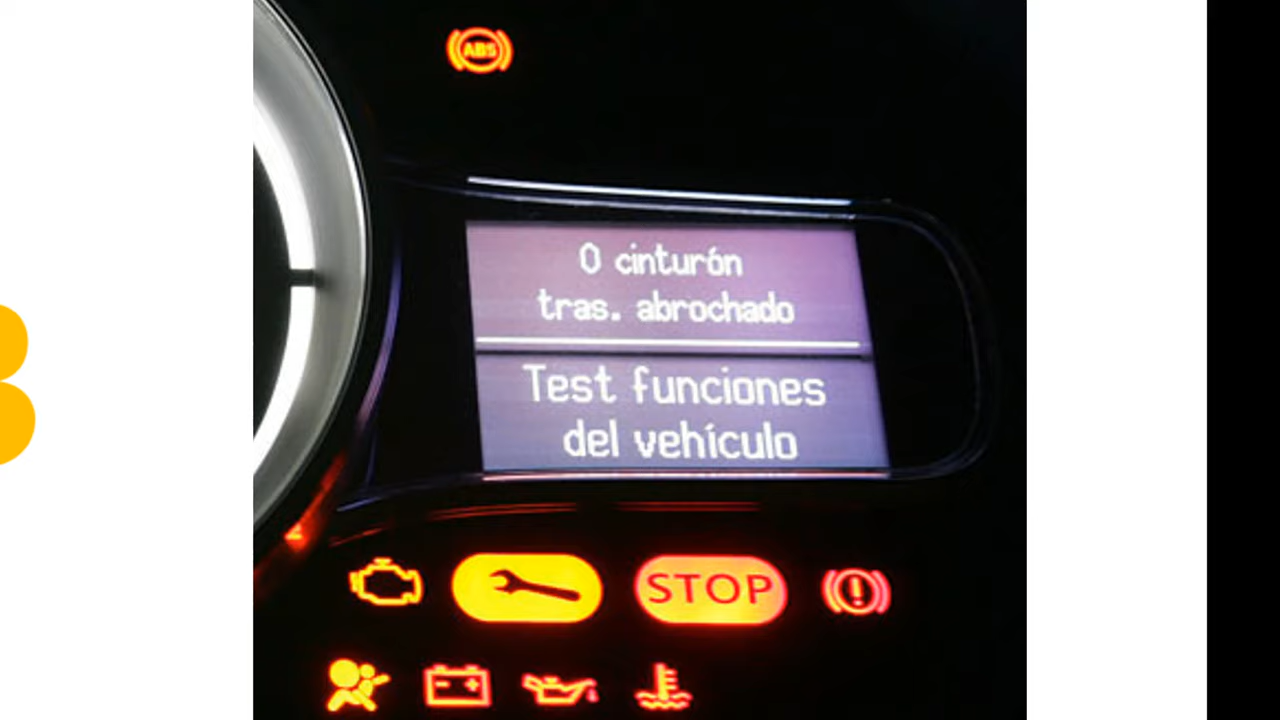 ABS
0 cinturón
tras. abrochado
Test funciones
del vehículo
STOP